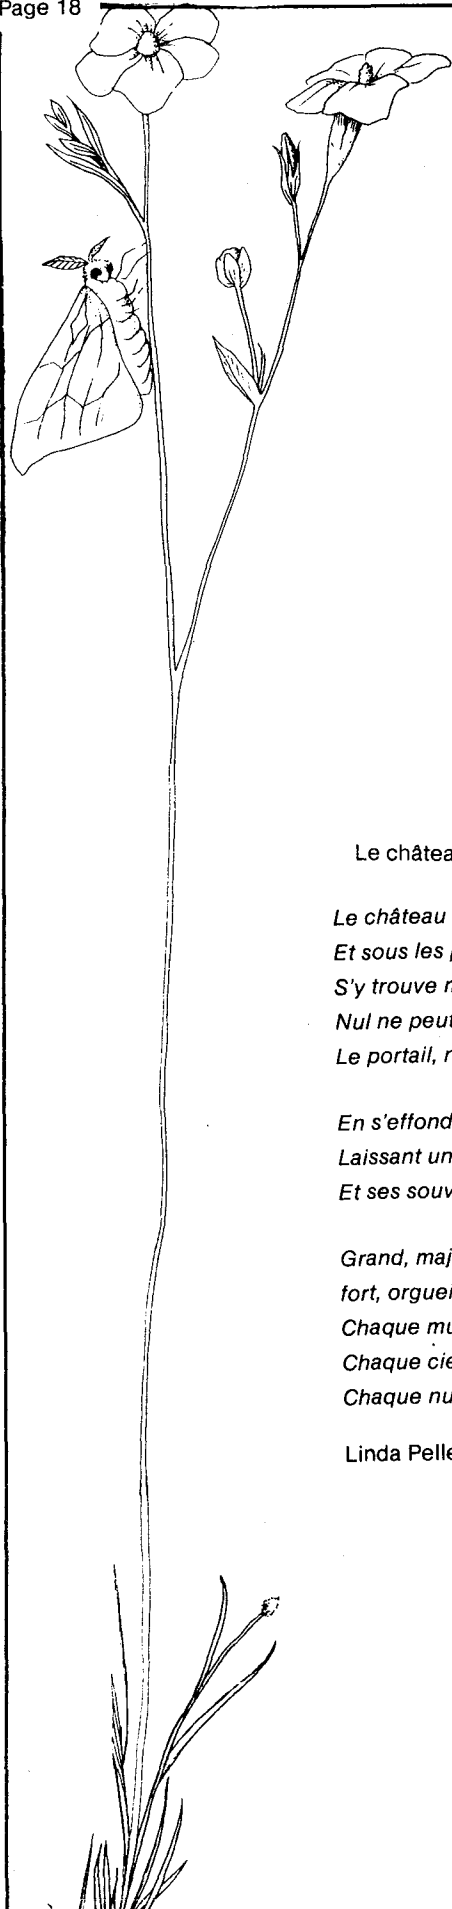 Page 18
Le châtea
Le château
Et sous les
S'y trouve
Nul ne peut
Le portail,
En s'effond
Laissant un
Et ses souv
Grand, maj
fort, orguei
Chaque mu
Chaque cie
Chaque nu
Linda Pelle